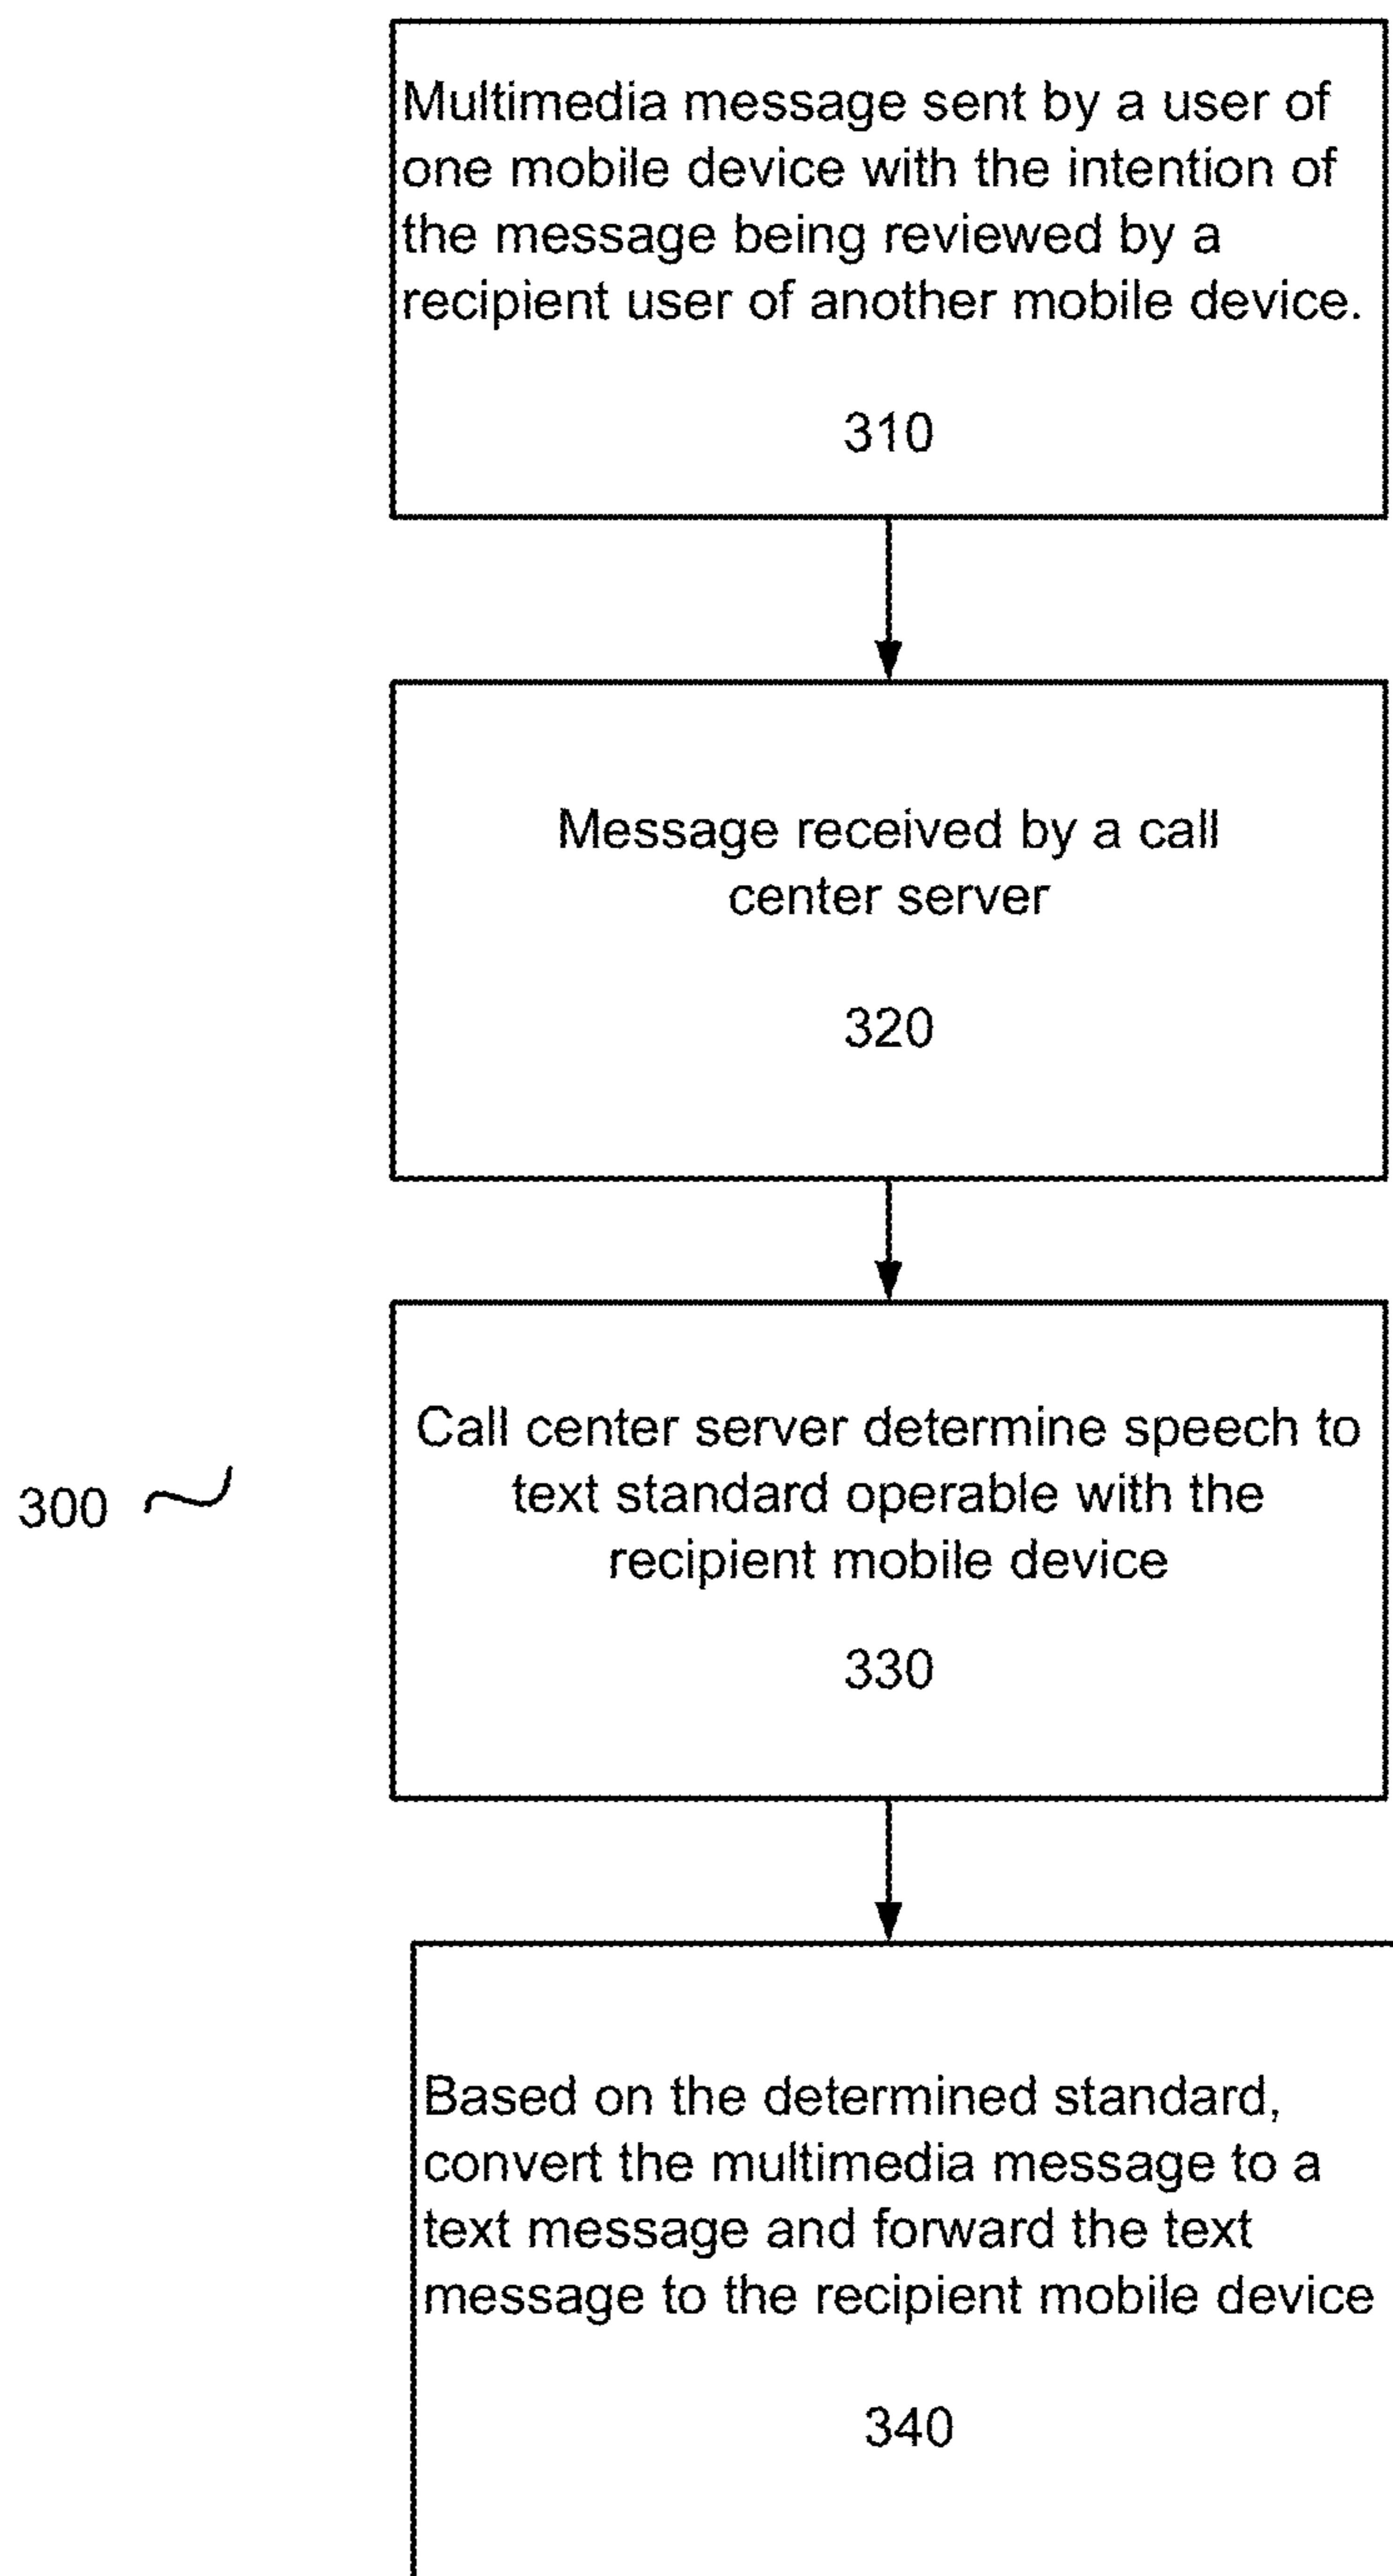 Multimedia message sent by a user of
one mobile device with the intention of
the message being reviewed by a
recipient user of another mobile device.
310
Message received by a call
center server
320
Call center server determine speech to
text standard operable with the
recipient mobile device
330
300
Based on the determined standard,
convert the multimedia message to a
text message and forward the text
message to the recipient mobile device
340